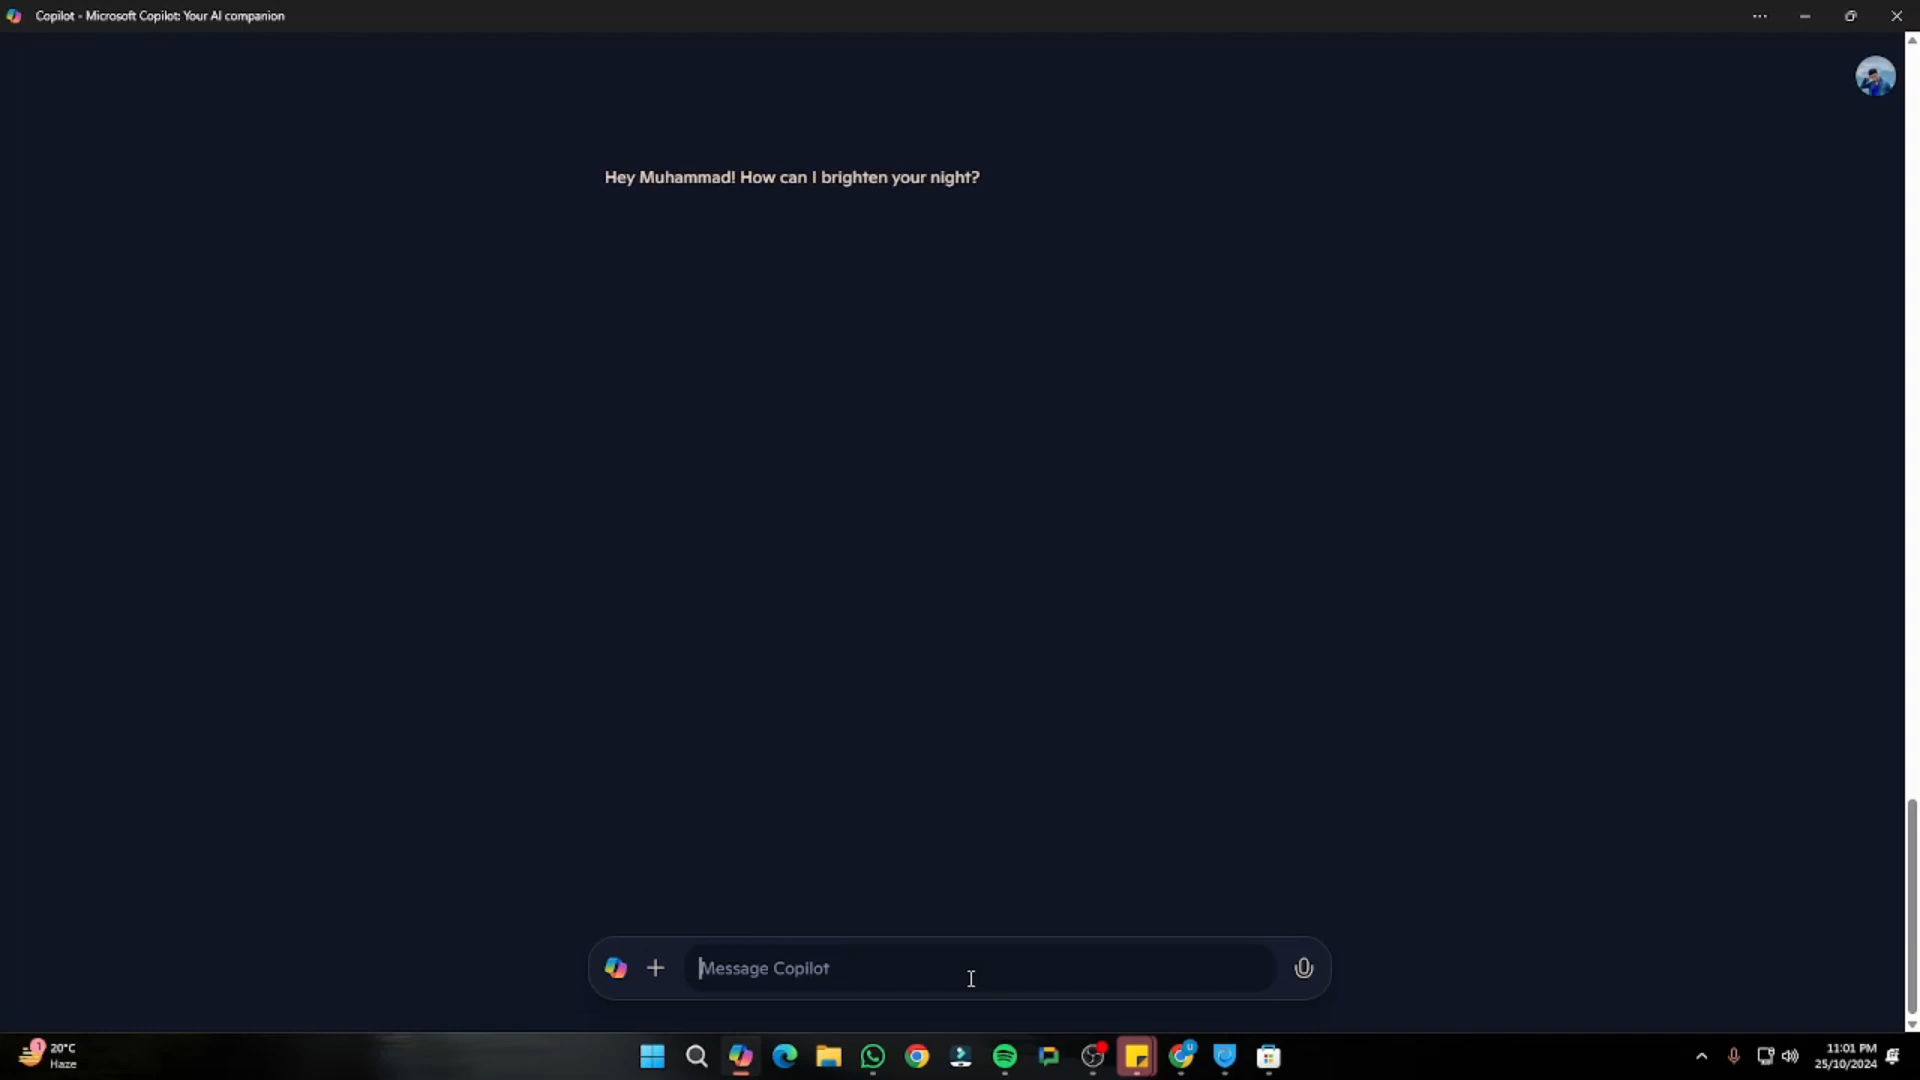 Copilot - Microsoft Copilot: Your AI companion
Hey Muhammad! How can I brighten your night?
Message Copilot
1
20°C
Haze
U
11:01 PM
25/10/2024